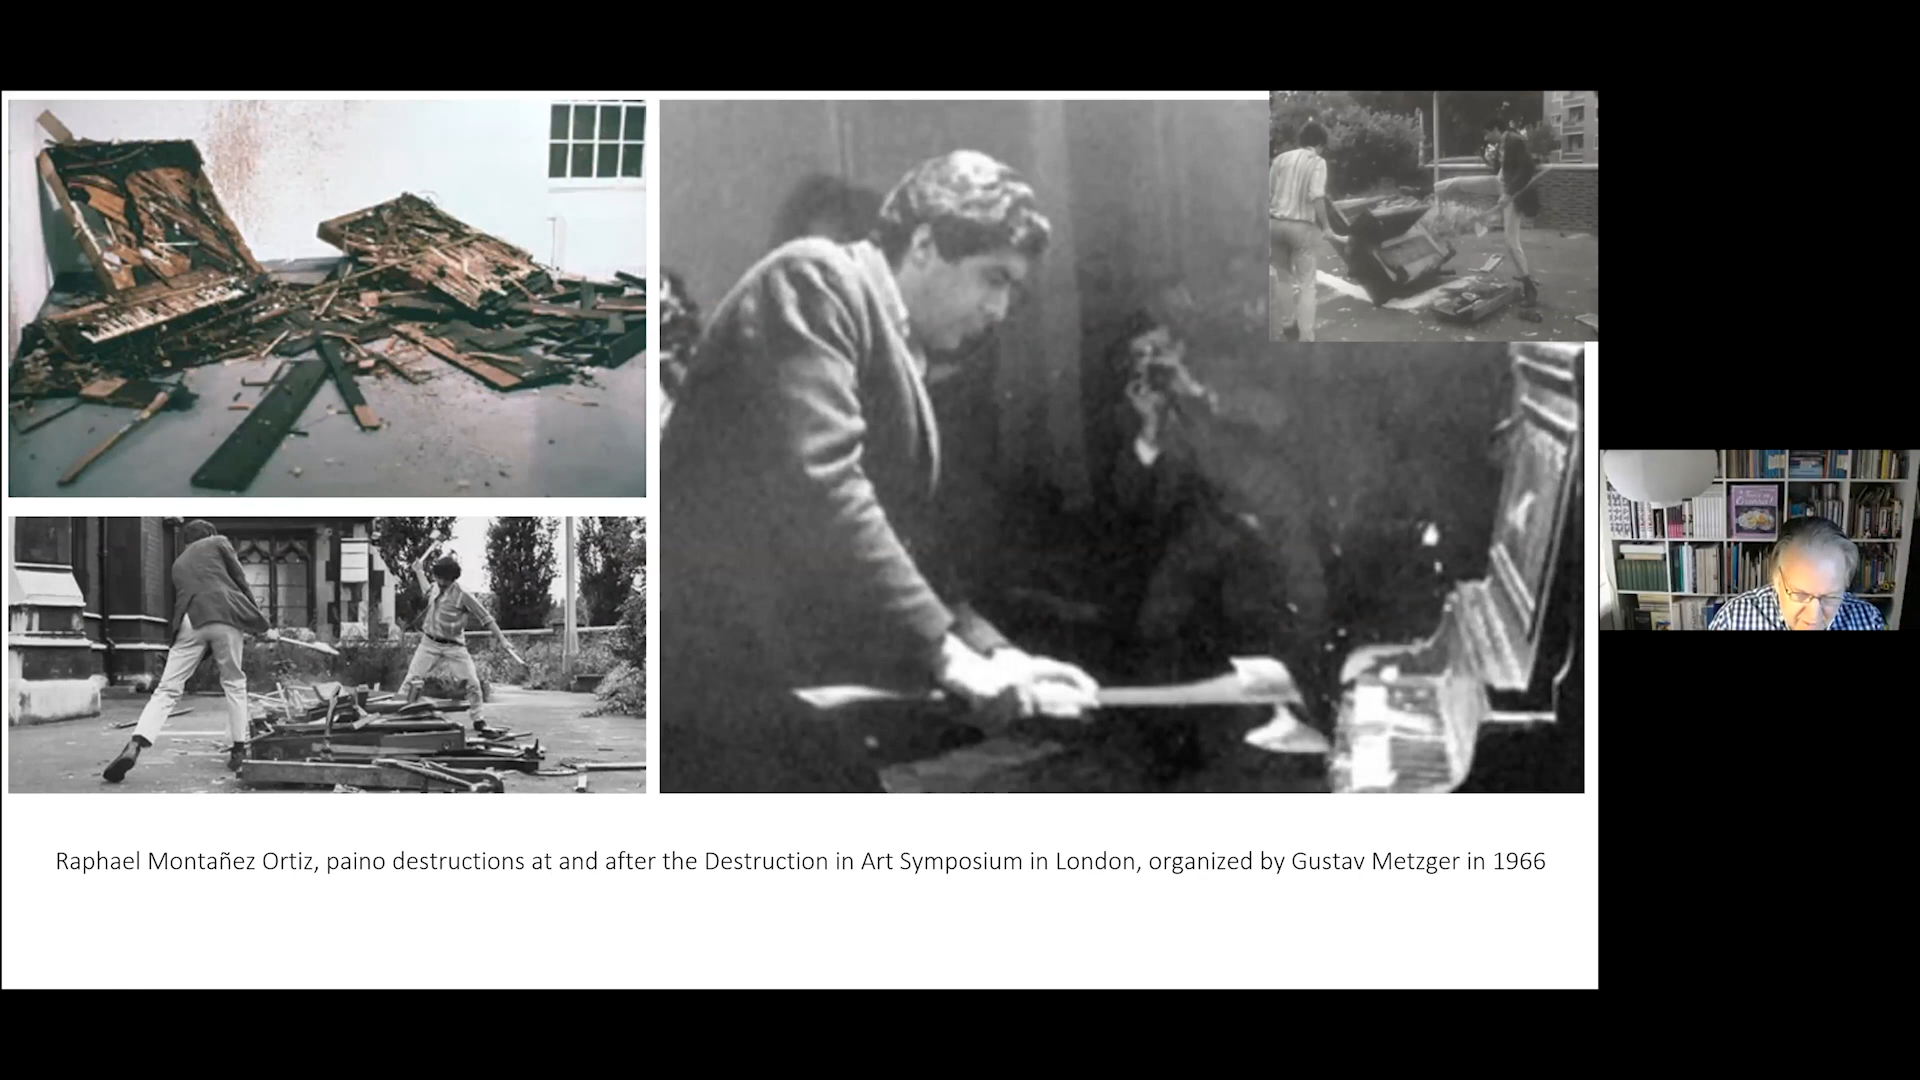 Raphael Montañez Ortiz, paino destructions at and after the Destruction in Art Symposium in London, organized by Gustav Metzger in 1966